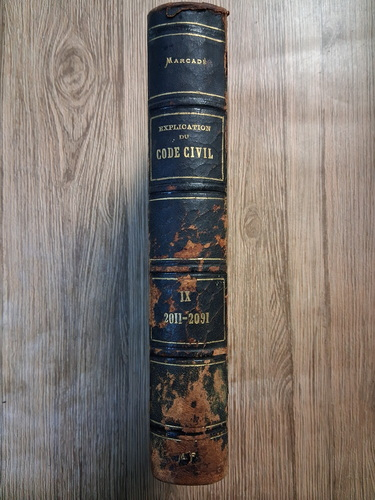 MARCADÉ
EXPLICATION
DU
CODE CIVIL
IX
2011-2091